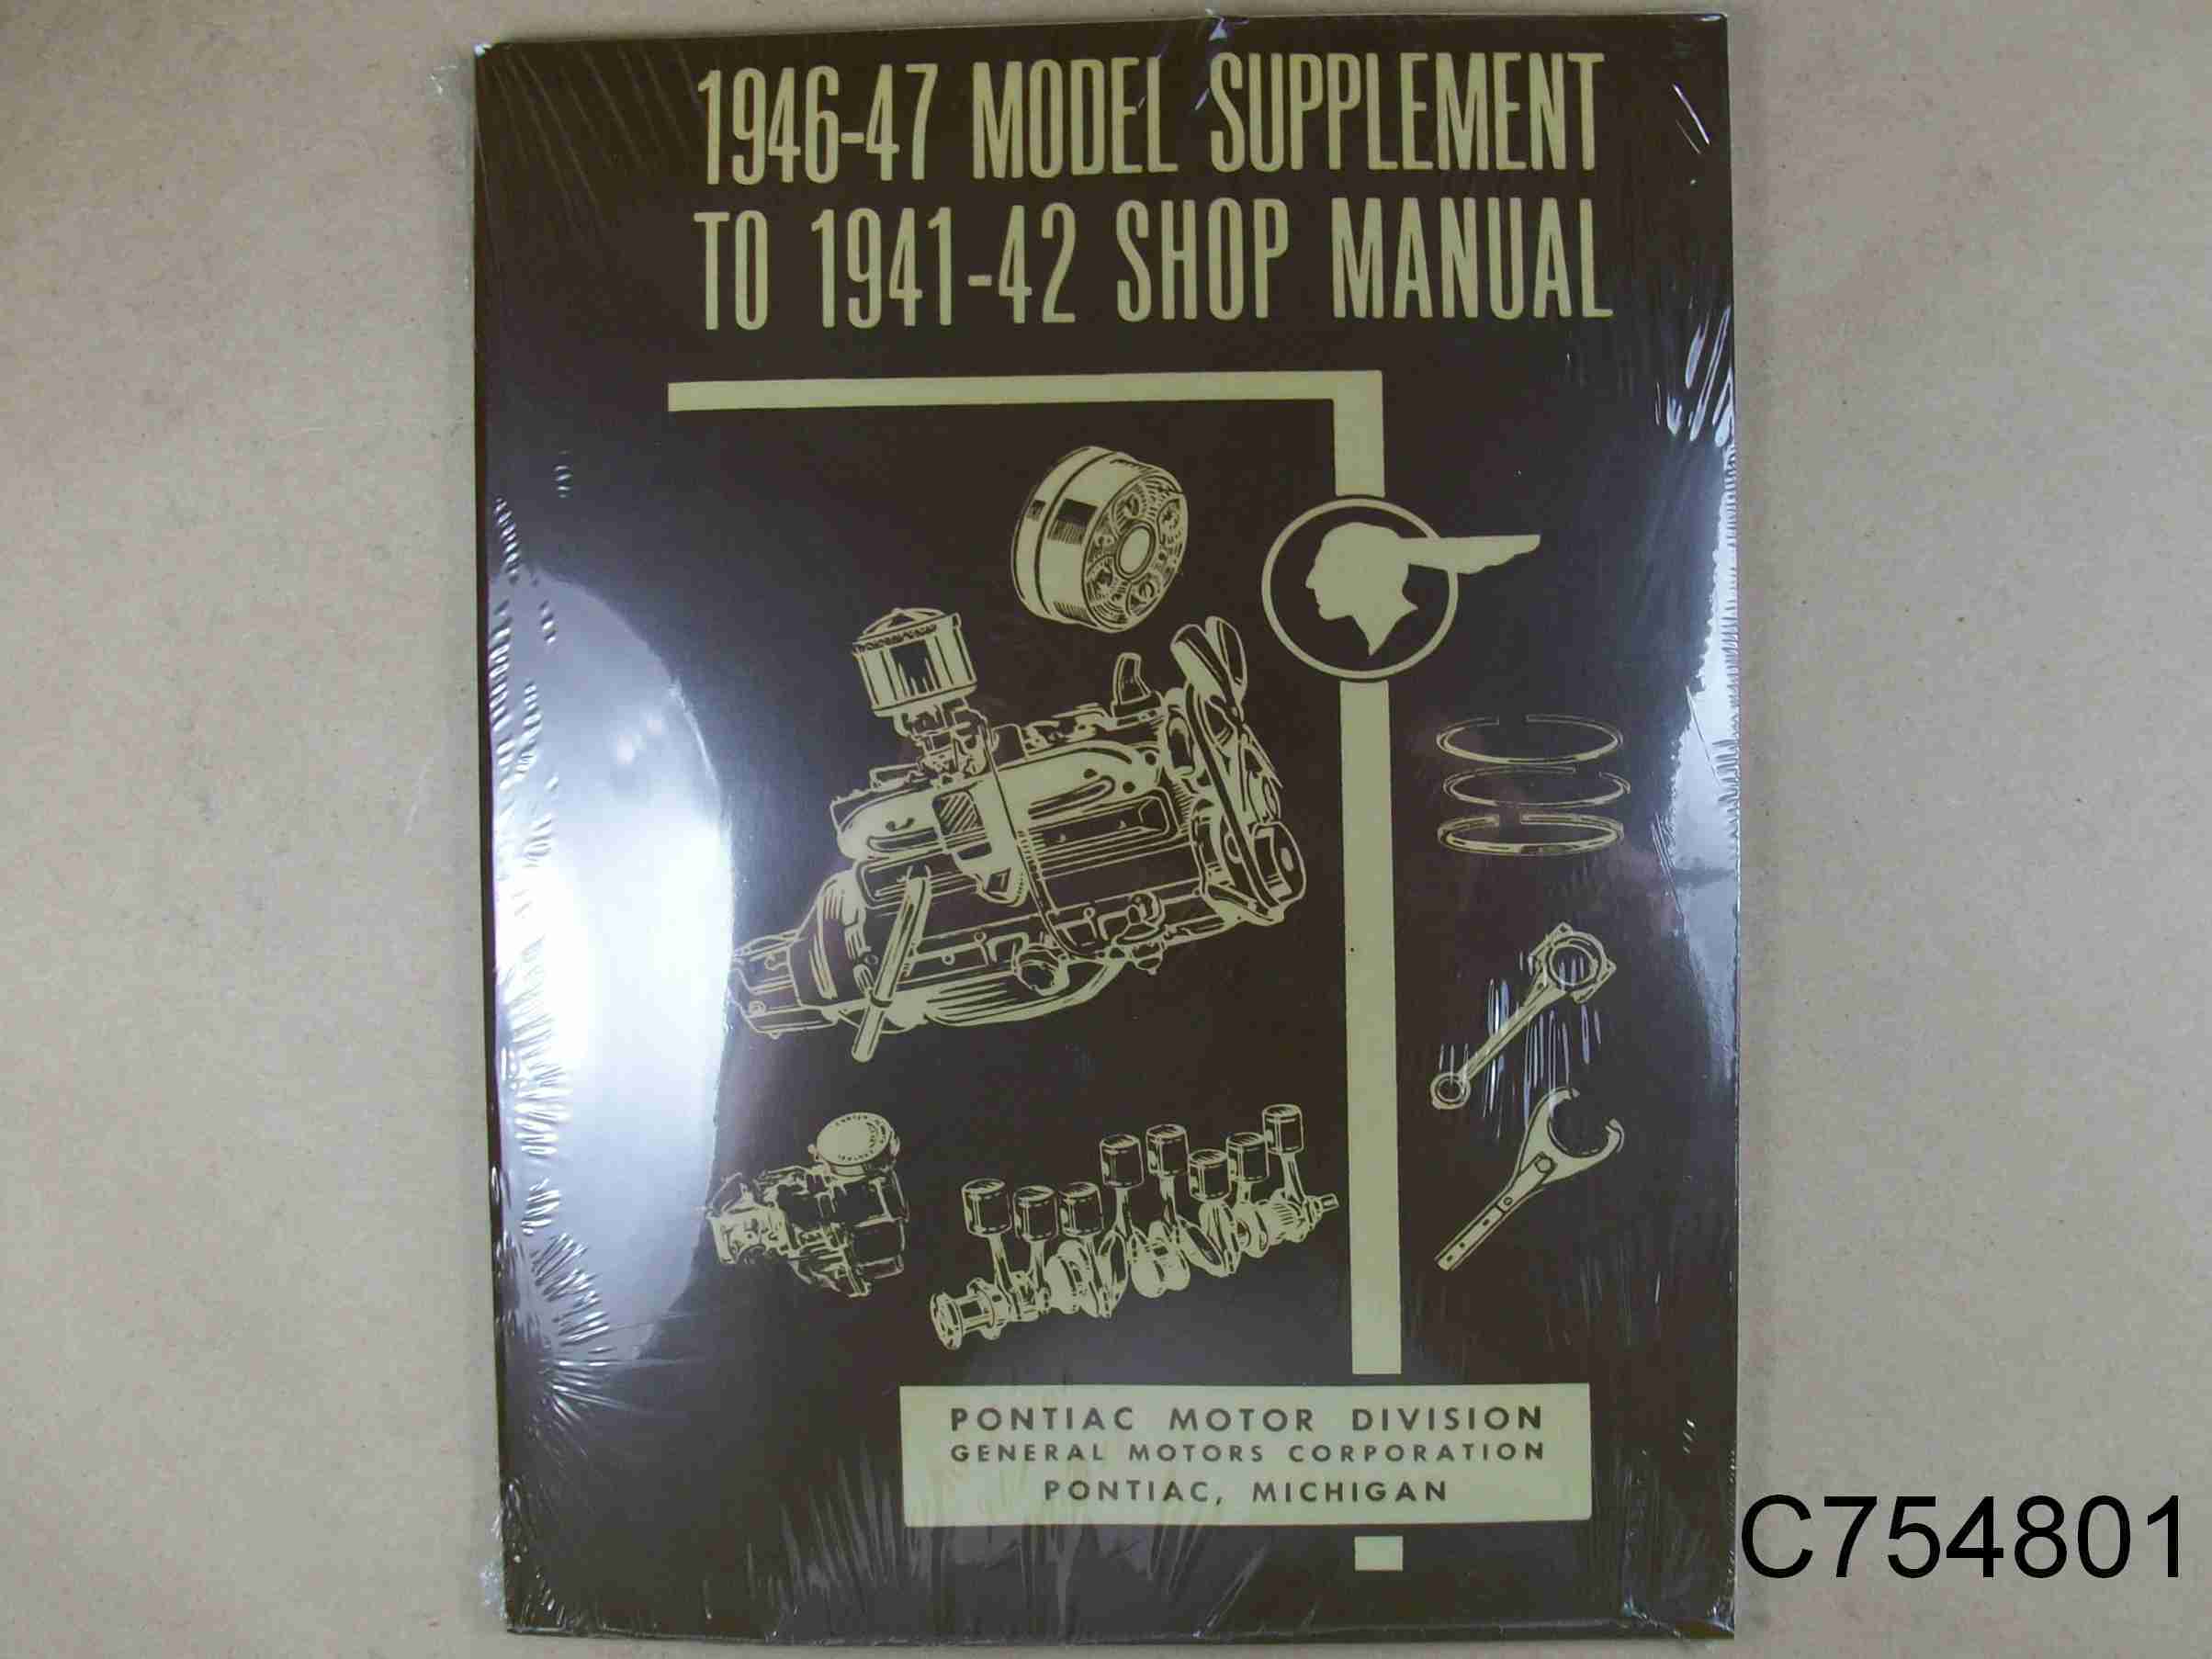 1946-47 MODEL SUPPLEMENT
TO 1941-42 SHOP MANUAL
PONTIAC MOTOR DIVISION
GENERAL MOTORS CORPORATION
PONTIAC, MICHIGAN
C754801